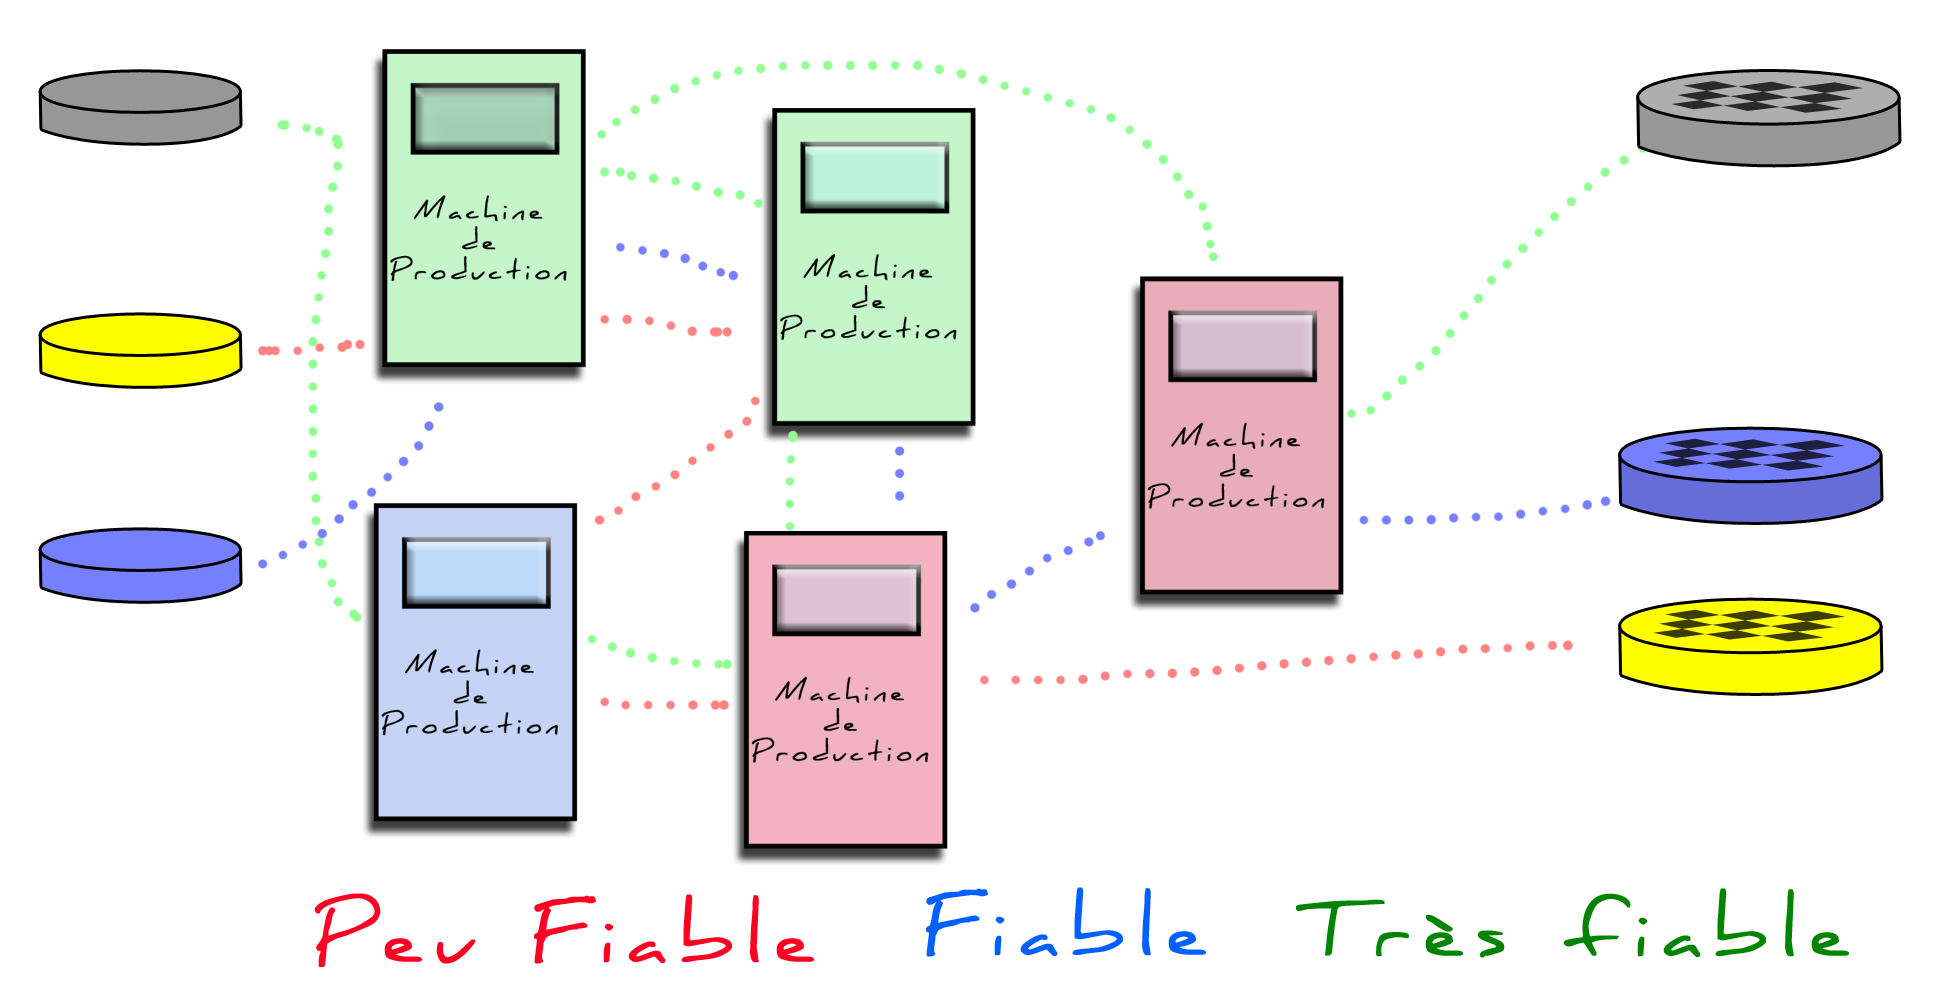 Machine
de
Production
Machine
de
Production
Machine
de
Production
Machine
de
Production
Machine
de
Production
Peu Fiable Fiable Très fiable